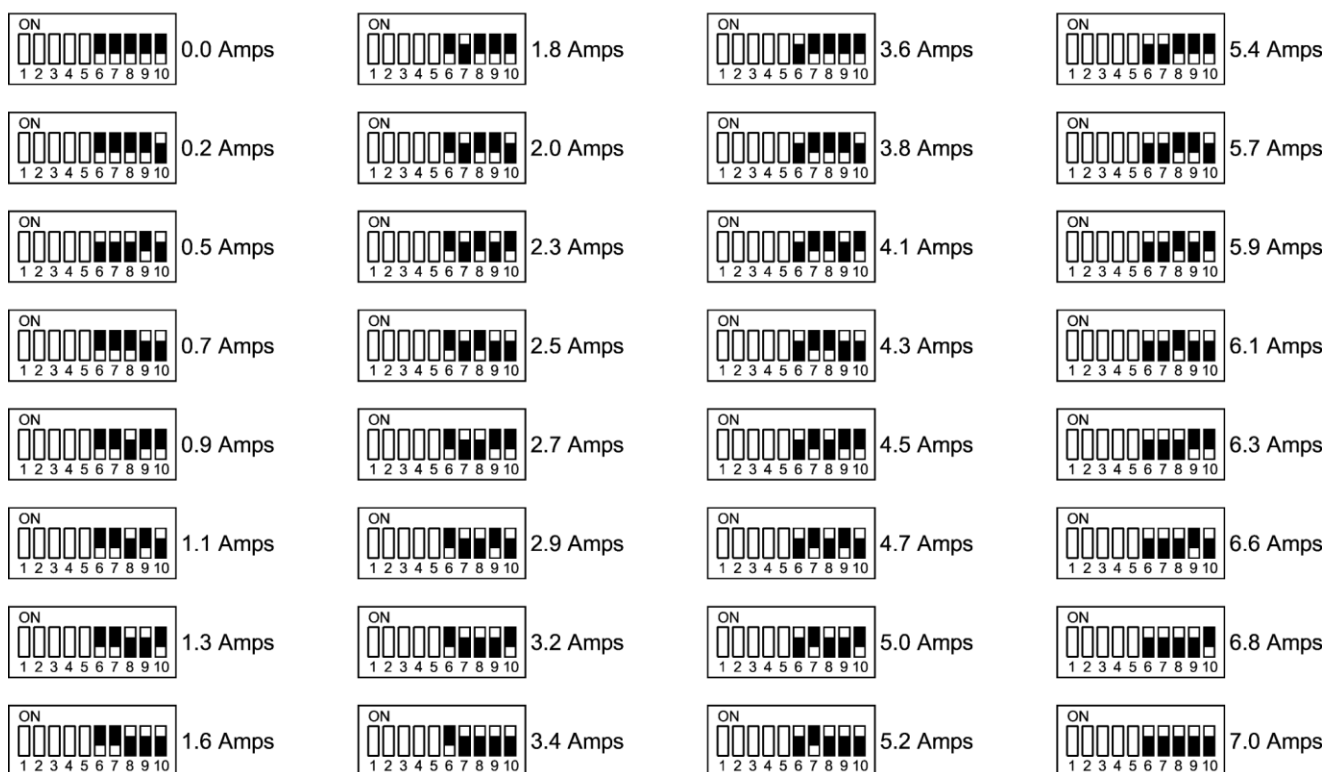 ON
1 2 3 4 5 6 7 8 9 10
0.0 Amps
ON
1 2 3 4 5 6 7 8 9 10
0.2 Amps
ON
1 2 3 4 5 6 7 8 9 10
0.5 Amps
ON
1 2 3 4 5 6 7 8 9 10
0.7 Amps
ON
1 2 3 4 5 6 7 8 9 10
0.9 Amps
ON
1 2 3 4 5 6 7 8 9 10
1.1 Amps
ON
1 2 3 4 5 6 7 8 9 10
1.3 Amps
ON
1 2 3 4 5 6 7 8 9 10
1.6 Amps
ON
1 2 3 4 5 6 7 8 9 10
1.8 Amps
ON
1 2 3 4 5 6 7 8 9 10
2.0 Amps
ON
1 2 3 4 5 6 7 8 9 10
2.3 Amps
ON
1 2 3 4 5 6 7 8 9 10
2.5 Amps
ON
1 2 3 4 5 6 7 8 9 10
2.7 Amps
ON
1 2 3 4 5 6 7 8 9 10
2.9 Amps
ON
1 2 3 4 5 6 7 8 9 10
3.2 Amps
ON
1 2 3 4 5 6 7 8 9 10
3.4 Amps
ON
1 2 3 4 5 6 7 8 9 10
3.6 Amps
ON
1 2 3 4 5 6 7 8 9 10
3.8 Amps
ON
1 2 3 4 5 6 7 8 9 10
4.1 Amps
ON
1 2 3 4 5 6 7 8 9 10
4.3 Amps
ON
1 2 3 4 5 6 7 8 9 10
4.5 Amps
ON
1 2 3 4 5 6 7 8 9 10
4.7 Amps
ON
1 2 3 4 5 6 7 8 9 10
5.0 Amps
ON
1 2 3 4 5 6 7 8 9 10
5.2 Amps
ON
1 2 3 4 5 6 7 8 9 10
5.4 Amps
ON
1 2 3 4 5 6 7 8 9 10
5.7 Amps
ON
1 2 3 4 5 6 7 8 9 10
5.9 Amps
ON
1 2 3 4 5 6 7 8 9 10
6.1 Amps
ON
1 2 3 4 5 6 7 8 9 10
6.3 Amps
ON
1 2 3 4 5 6 7 8 9 10
6.6 Amps
ON
1 2 3 4 5 6 7 8 9 10
6.8 Amps
ON
1 2 3 4 5 6 7 8 9 10
7.0 Amps